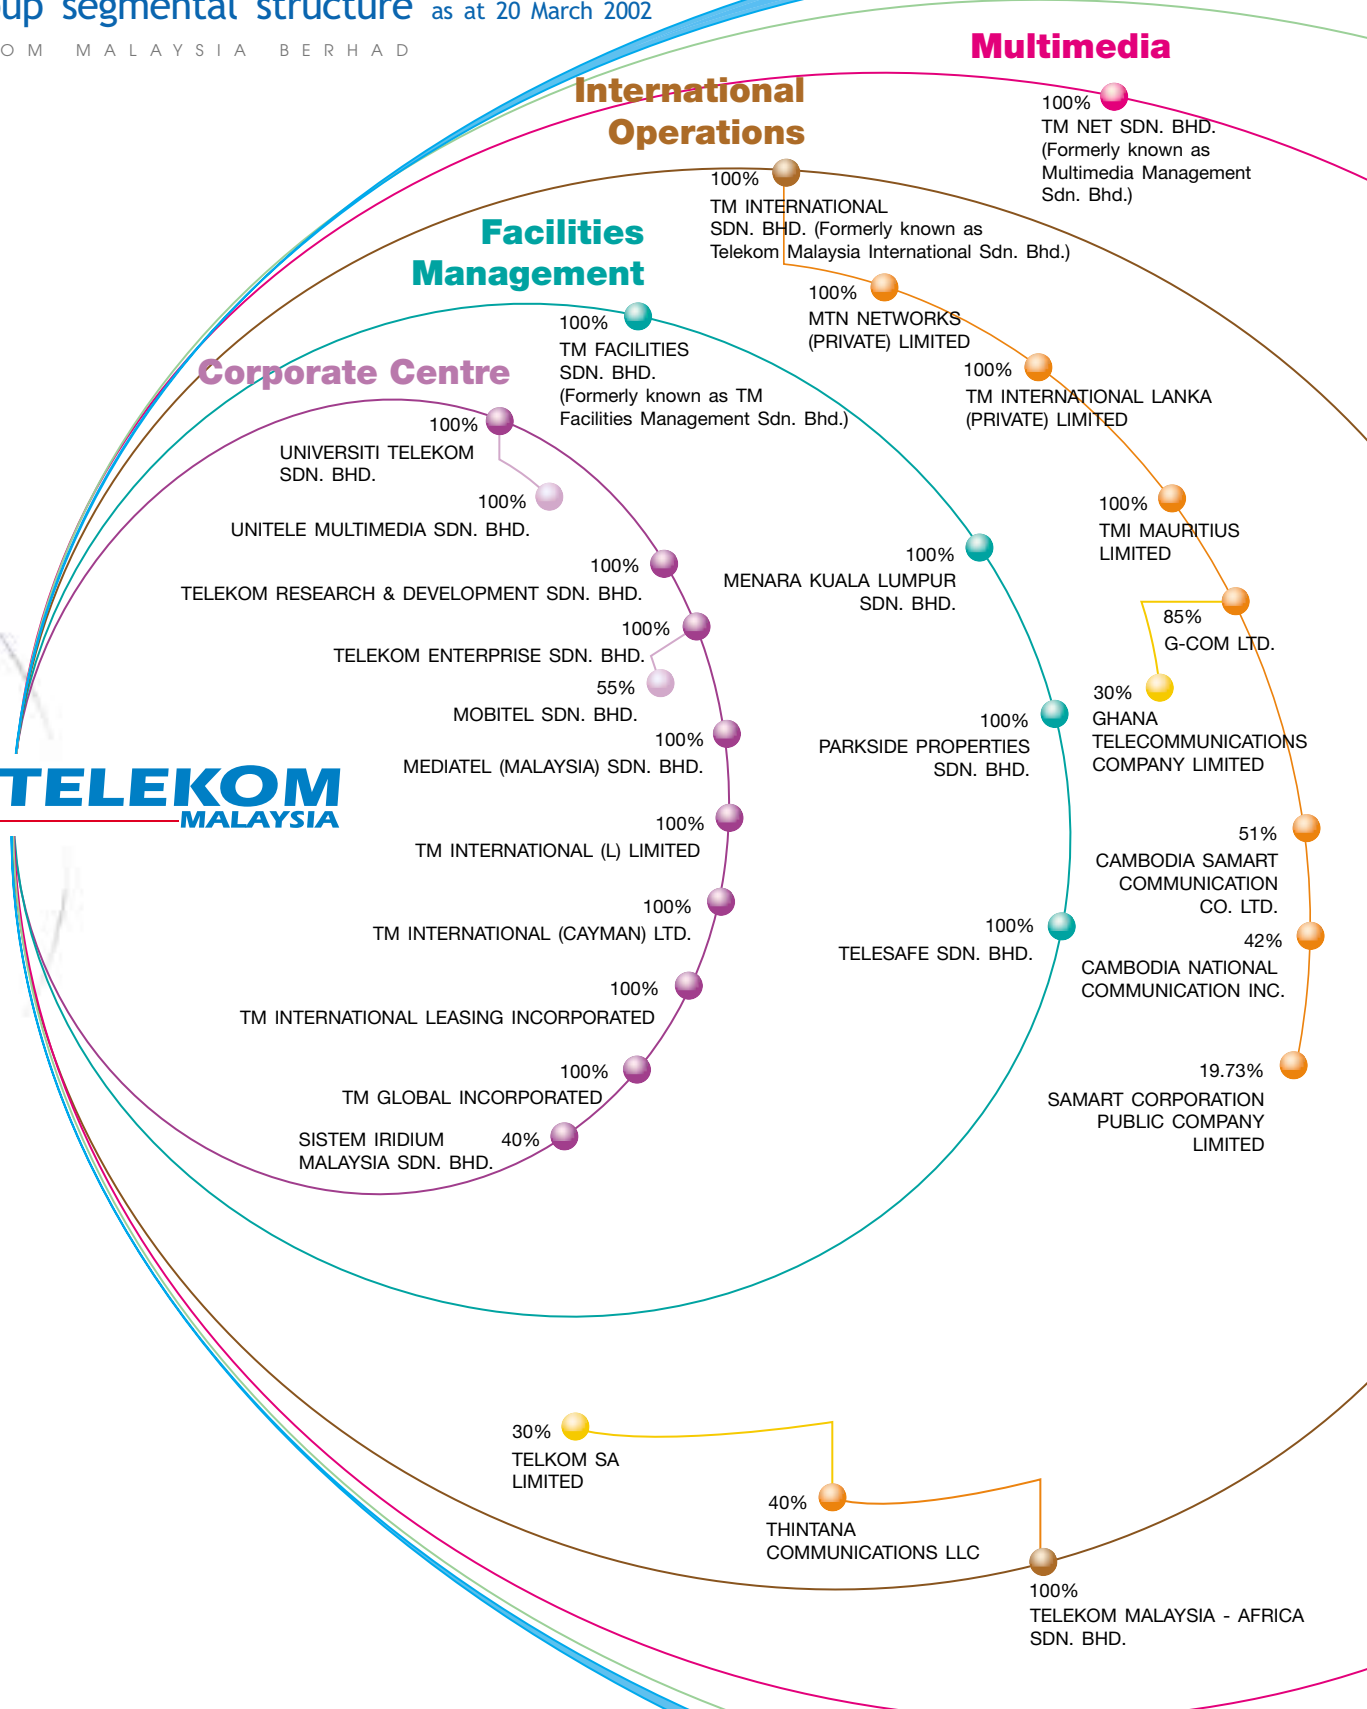 up segmental structure as at 20 March 2002
OM MALAYSIA BERHAD
Multimedia
100%
TM NET SDN. BHD.
(Formerly known as
Multimedia Management
Sdn. Bhd.)
International
Operations
100%
TM INTERNATIONAL
SDN. BHD. (Formerly known as
Telekom Malaysia International Sdn. Bhd.)
100%
MTN NETWORKS
(PRIVATE) LIMITED
100%
TM INTERNATIONAL LANKA
(PRIVATE) LIMITED
100%
TMI MAURITIUS
LIMITED
85%
G-COM LTD.
30%
GHANA
TELECOMMUNICATIONS
COMPANY LIMITED
51%
CAMBODIA SAMART
COMMUNICATION
CO. LTD.
42%
CAMBODIA NATIONAL
COMMUNICATION INC.
19.73%
SAMART CORPORATION
PUBLIC COMPANY
LIMITED
Facilities
Management
100%
TM FACILITIES
SDN. BHD.
(Formerly known as TM
Facilities Management Sdn. Bhd.)
100%
MENARA KUALA LUMPUR
SDN. BHD.
100%
PARKSIDE PROPERTIES
SDN. BHD.
100%
TELESAFE SDN. BHD.
Corporate Centre
100%
UNIVERSITI TELEKOM
SDN. BHD.
100%
UNITELE MULTIMEDIA SDN. BHD.
100%
TELEKOM RESEARCH & DEVELOPMENT SDN. BHD.
100%
TELEKOM ENTERPRISE SDN. BHD.
55%
MOBITEL SDN. BHD.
100%
MEDIATEL (MALAYSIA) SDN. BHD.
100%
TM INTERNATIONAL (L) LIMITED
100%
TM INTERNATIONAL (CAYMAN) LTD.
100%
TM INTERNATIONAL LEASING INCORPORATED
100%
TM GLOBAL INCORPORATED
SISTEM IRIDIUM 40%
MALAYSIA SDN. BHD.
TELEKOM
MALAYSIA
30%
TELKOM SA
LIMITED
40%
THINTANA
COMMUNICATIONS LLC
100%
TELEKOM MALAYSIA - AFRICA
SDN. BHD.